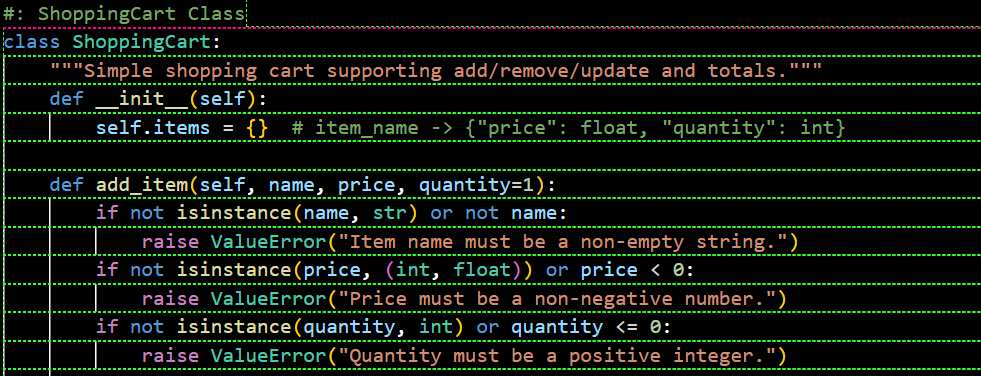 #: ShoppingCart Class
class ShoppingCart:
    """Simple shopping cart supporting add/remove/update and totals."""
    def __init__(self):
        self.items = {}  # item_name -> {"price": float, "quantity": int}

    def add_item(self, name, price, quantity=1):
        if not isinstance(name, str) or not name:
            raise ValueError("Item name must be a non-empty string.")
        if not isinstance(price, (int, float)) or price < 0:
            raise ValueError("Price must be a non-negative number.")
        if not isinstance(quantity, int) or quantity <= 0:
            raise ValueError("Quantity must be a positive integer.")